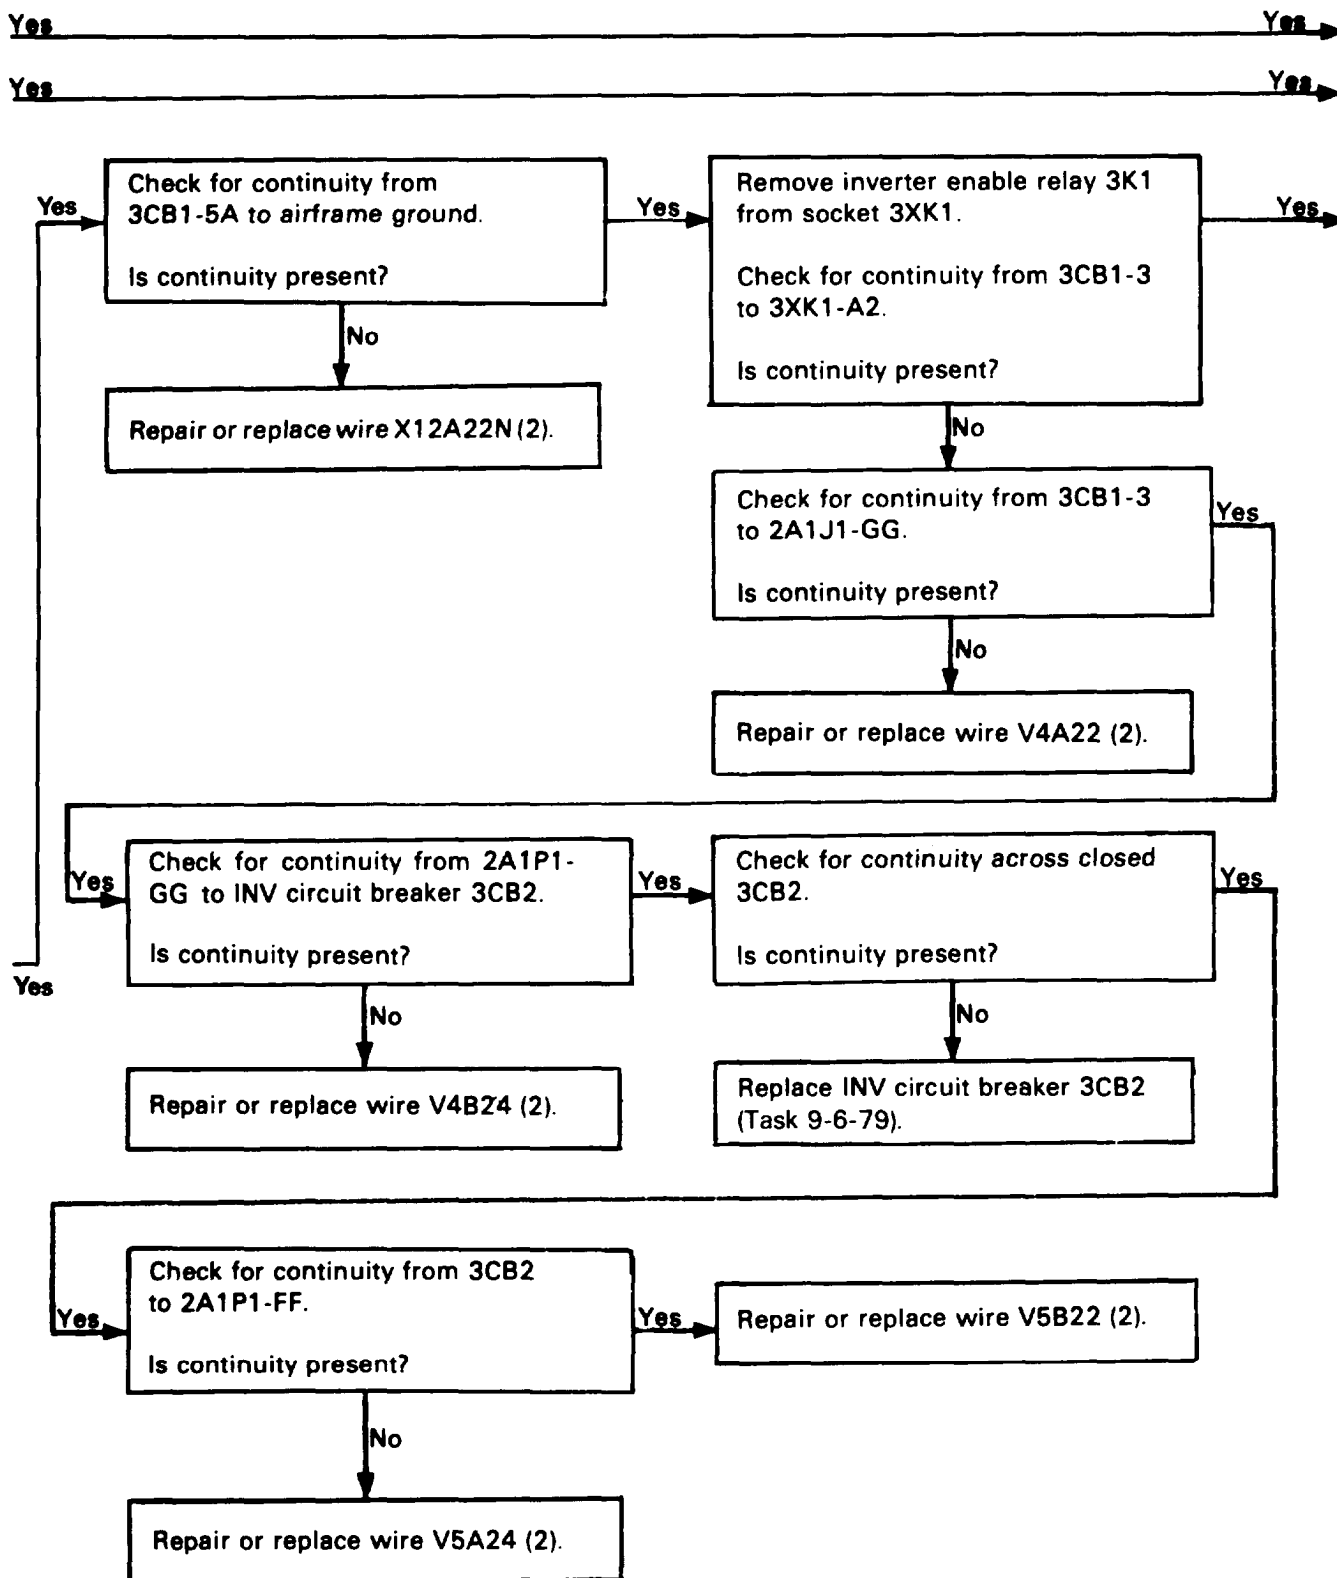 Yes Yes
Yes Yes
Yes
Check for continuity from
3CB1-5A to airframe ground.
Is continuity present?
Yes
Remove inverter enable relay 3K1
from socket 3XK1.
Check for continuity from 3CB1-3
to 3XK1-A2.
Is continuity present?
Yes
No
Repair or replace wire X12A22N (2).
No
Check for continuity from 3CB1-3
to 2A1J1-GG.
Is continuity present?
Yes
No
Repair or replace wire V4A22 (2).
Yes
Check for continuity from 2A1P1-
GG to INV circuit breaker 3CB2.
Is continuity present?
Yes
Check for continuity across closed
3CB2.
Is continuity present?
Yes
Yes
No
Repair or replace wire V4B24 (2).
No
Replace INV circuit breaker 3CB2
(Task 9-6-79).
Yes
Check for continuity from 3CB2
to 2A1P1-FF.
Is continuity present?
Yes
Repair or replace wire V5B22 (2).
No
Repair or replace wire V5A24 (2).